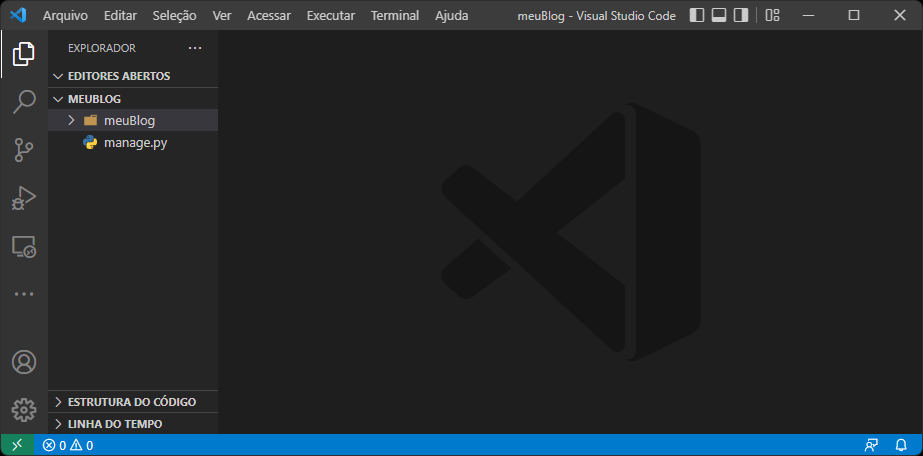 Arquivo Editar Seleção Ver Acessar Executar Terminal Ajuda meuBlog - Visual Studio Code
EXPLORADOR
EDITORES ABERTOS
MEUBLOG
meuBlog
manage.py
ESTRUTURA DO CÓDIGO
LINHA DO TEMPO
0 0